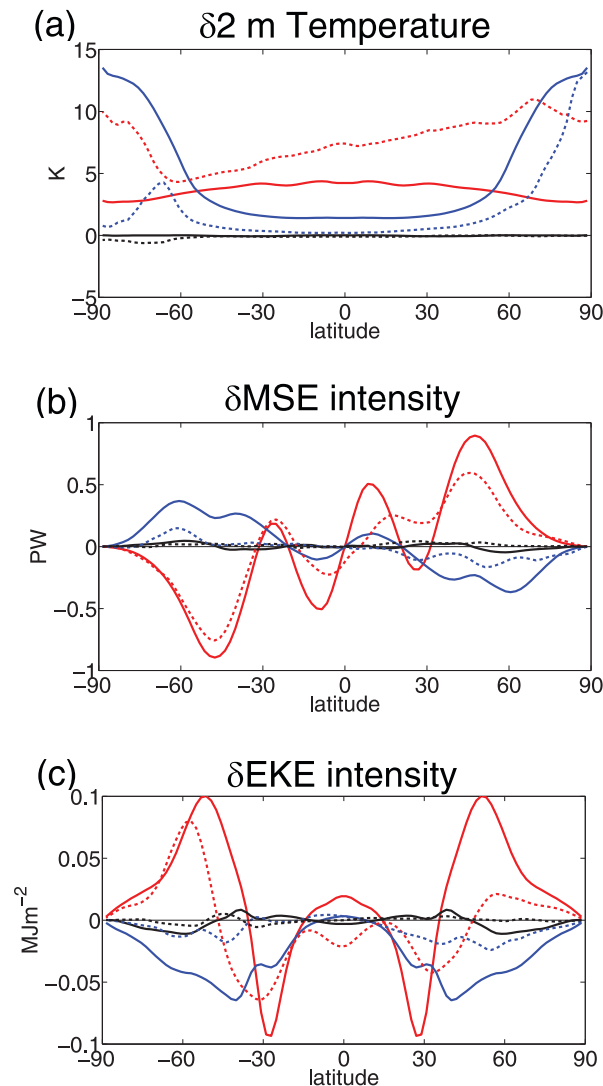 (a) δ2 m Temperature
15
10
5
0
−5
K
−90 −60 −30 0 30 60 90
latitude
(b) δMSE intensity
1
0.5
0
−0.5
−1
PW
−90 −60 −30 0 30 60 90
latitude
(c) δEKE intensity
0.1
0.05
0
−0.05
−0.1
MJm⁻²
−90 −60 −30 0 30 60 90
latitude